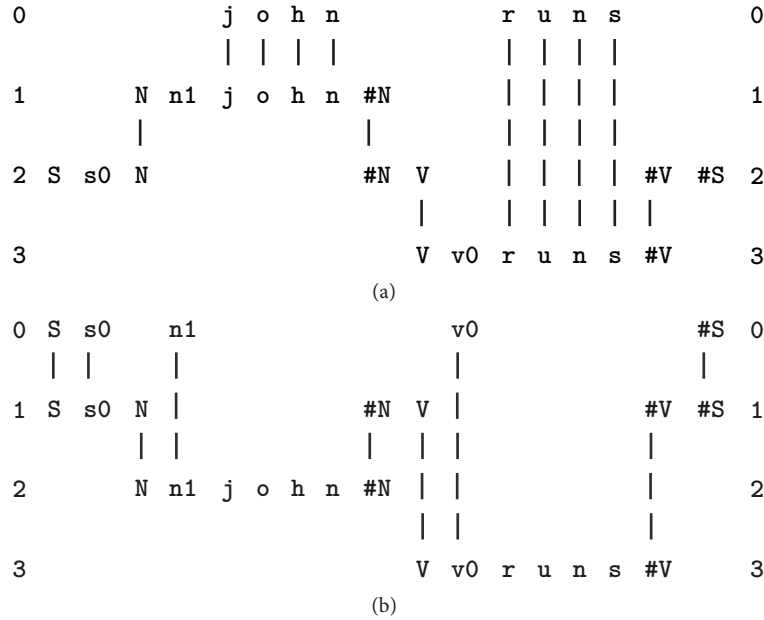 0 j o h n r u n s 0
| | | | | | | |
1 N n1 j o h n #N | | | | 1
| | | | | |
2 S s0 N #N V | | | | #V #S 2
| | | | | |
3 V v0 r u n s #V 3
(a)
0 S s0 n1 v0 #S 0
| | | | |
1 S s0 N | #N V | #V #S 1
| | | | | |
2 N n1 j o h n #N | | | 2
| | |
3 V v0 r u n s #V 3
(b)